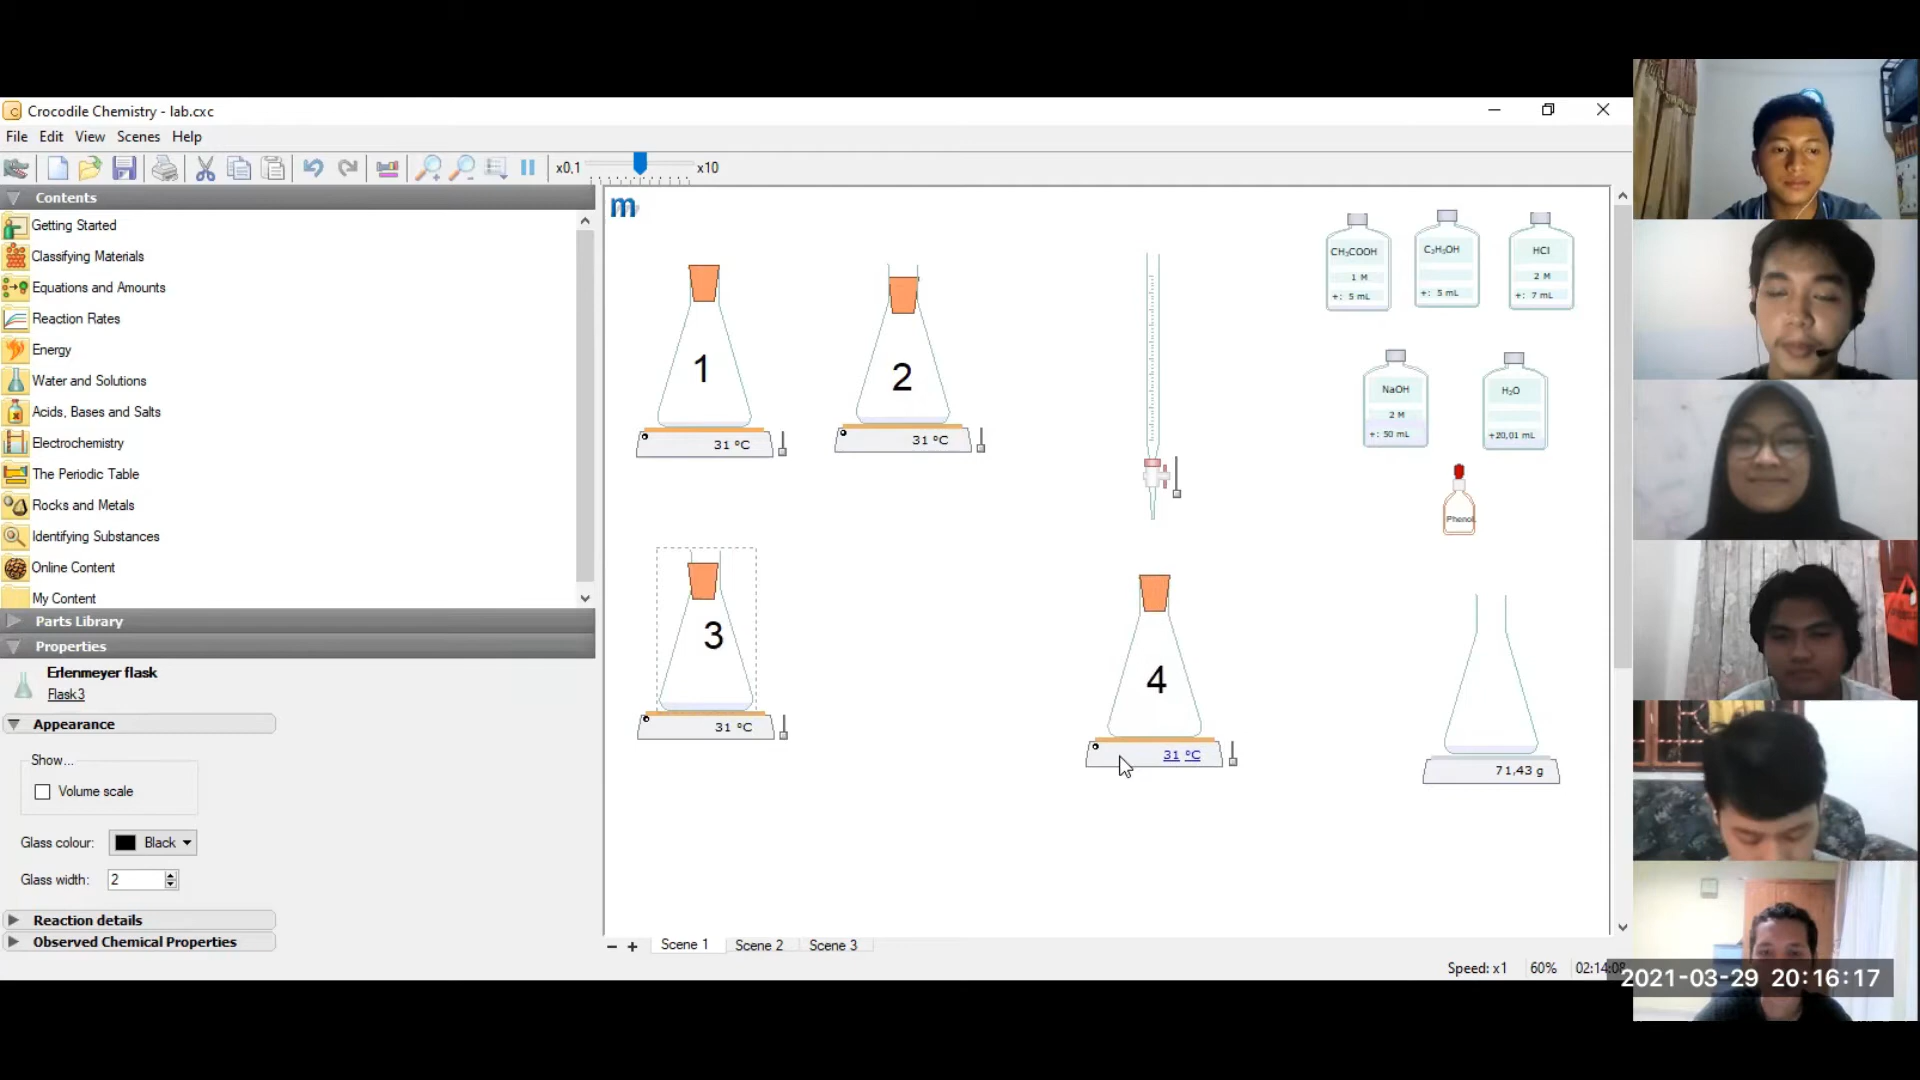 Crocodile Chemistry - lab.cxc
File Edit View Scenes Help
x0,1 x10
Contents
Getting Started
Classifying Materials
Equations and Amounts
Reaction Rates
Energy
Water and Solutions
Acids, Bases and Salts
Electrochemistry
The Periodic Table
Rocks and Metals
Identifying Substances
Online Content
My Content
Parts Library
Properties
Erlenmeyer flask
Flask3
Appearance
Show...
Volume scale
Glass colour: Black
Glass width: 2
Reaction details
Observed Chemical Properties
m
1
31 °C
2
31 °C
3
31 °C
4
31 °C
CH₃COOH
1 M
+: 5 mL
C₂H₅OH
+: 5 mL
HCl
2 M
+: 7 mL
NaOH
2 M
+: 50 mL
H₂O
+20,01 mL
Phenol
71,43 g
Scene 1 Scene 2 Scene 3
Speed: x1 60% 02:14:08
2021-03-29 20:16:17